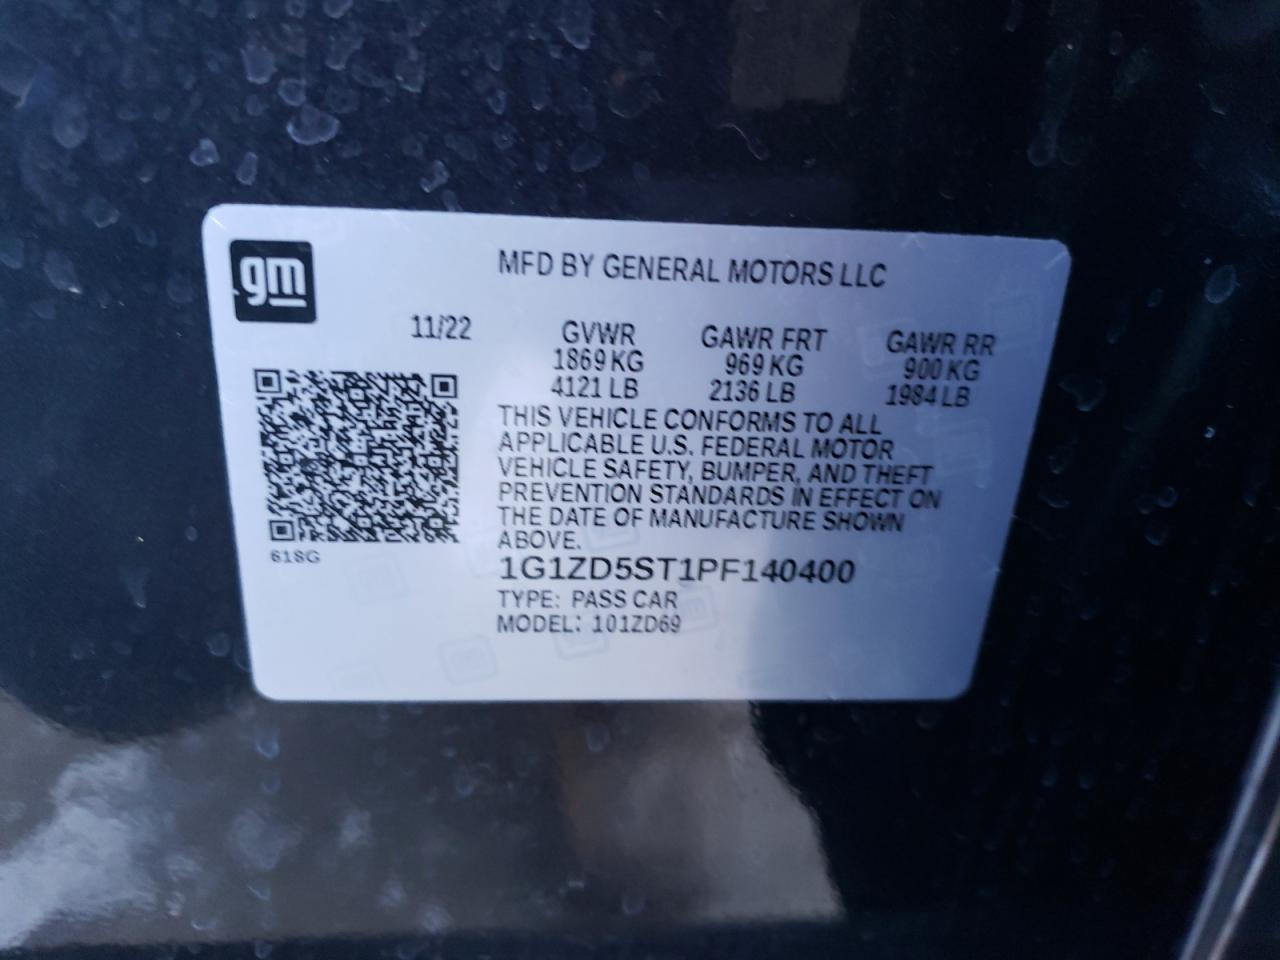 gm
MFD BY GENERAL MOTORS LLC
11/22 GVWR GAWR FRT GAWR RR
1869 KG 969 KG 900 KG
4121 LB 2136 LB 1984 LB
THIS VEHICLE CONFORMS TO ALL
APPLICABLE U.S. FEDERAL MOTOR
VEHICLE SAFETY, BUMPER, AND THEFT
PREVENTION STANDARDS IN EFFECT ON
THE DATE OF MANUFACTURE SHOWN
ABOVE.
618G
1G1ZD5ST1PF140400
TYPE: PASS CAR
MODEL: 101ZD69